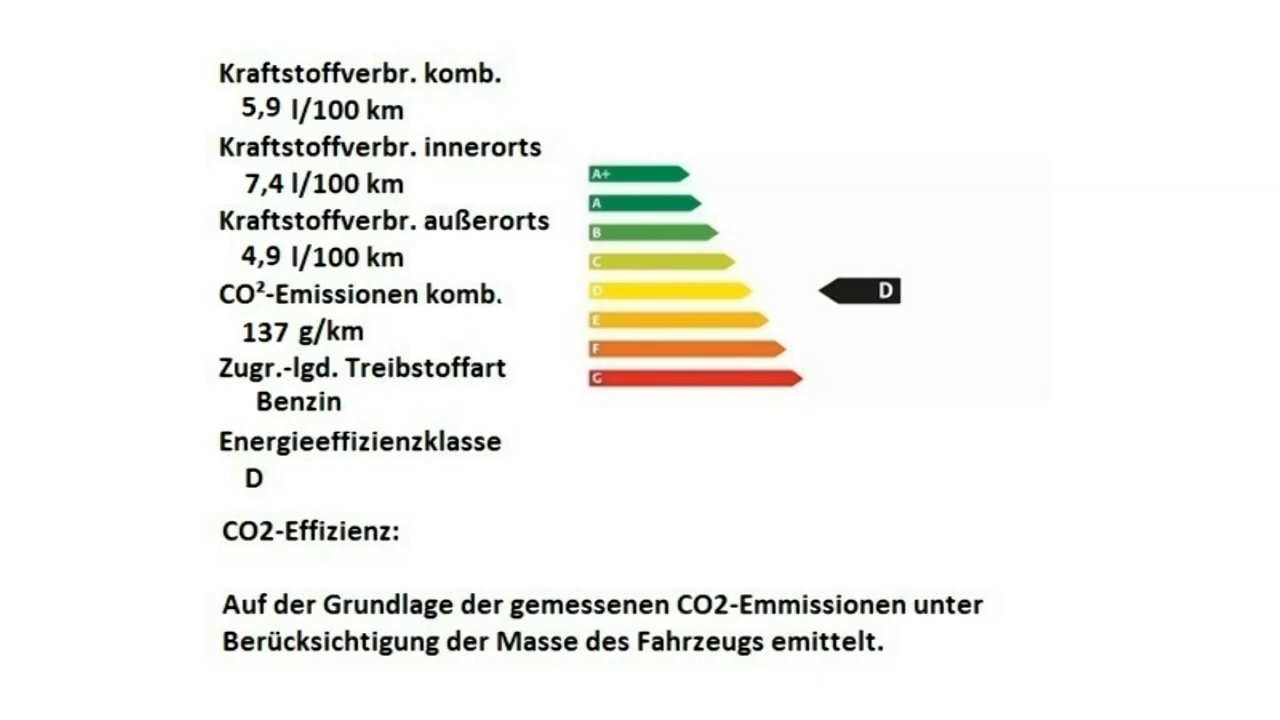 Kraftstoffverbr. komb.
5,9 l/100 km
Kraftstoffverbr. innerorts
7,4 l/100 km
Kraftstoffverbr. außerorts
4,9 l/100 km
CO²-Emissionen komb.
137 g/km
Zugr.-lgd. Treibstoffart
Benzin
Energieeffizienzklasse
D
A+
A
B
C
D
D
E
F
G
CO2-Effizienz:
Auf der Grundlage der gemessenen CO2-Emmissionen unter
Berücksichtigung der Masse des Fahrzeugs emittelt.